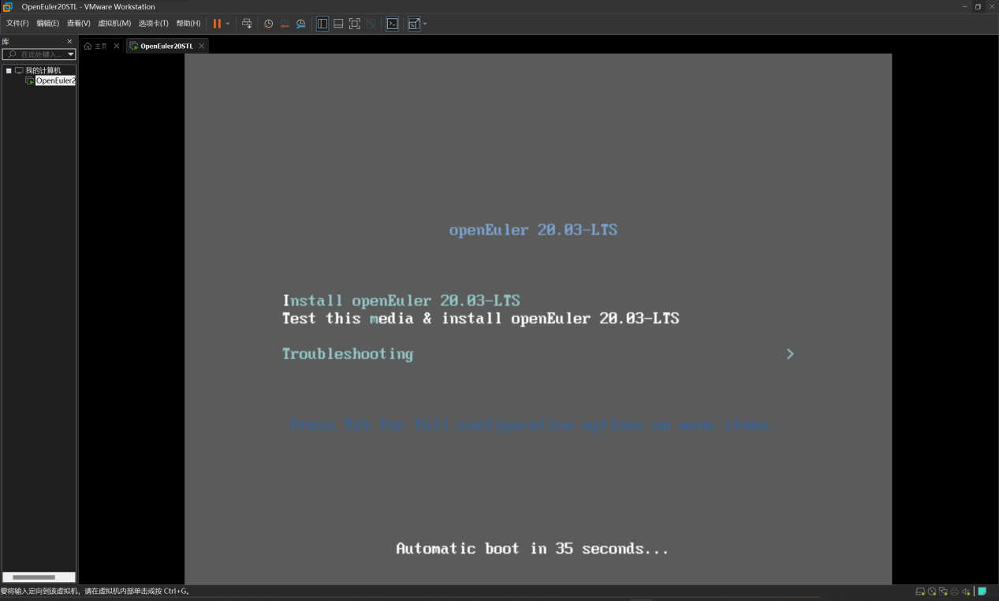 OpenEuler20STL - VMware Workstation
文件(F) 编辑(E) 查看(V) 虚拟机(M) 选项卡(T) 帮助(H)
库
主页 OpenEuler20STL
在此处键入...
我的计算机
OpenEuler2
openEuler 20.03-LTS
Install openEuler 20.03-LTS
Test this media & install openEuler 20.03-LTS
Troubleshooting >
Press Tab for full configuration options on menu items.
Automatic boot in 35 seconds...
要将输入定向到该虚拟机，请在虚拟机内部单击或按 Ctrl+G。